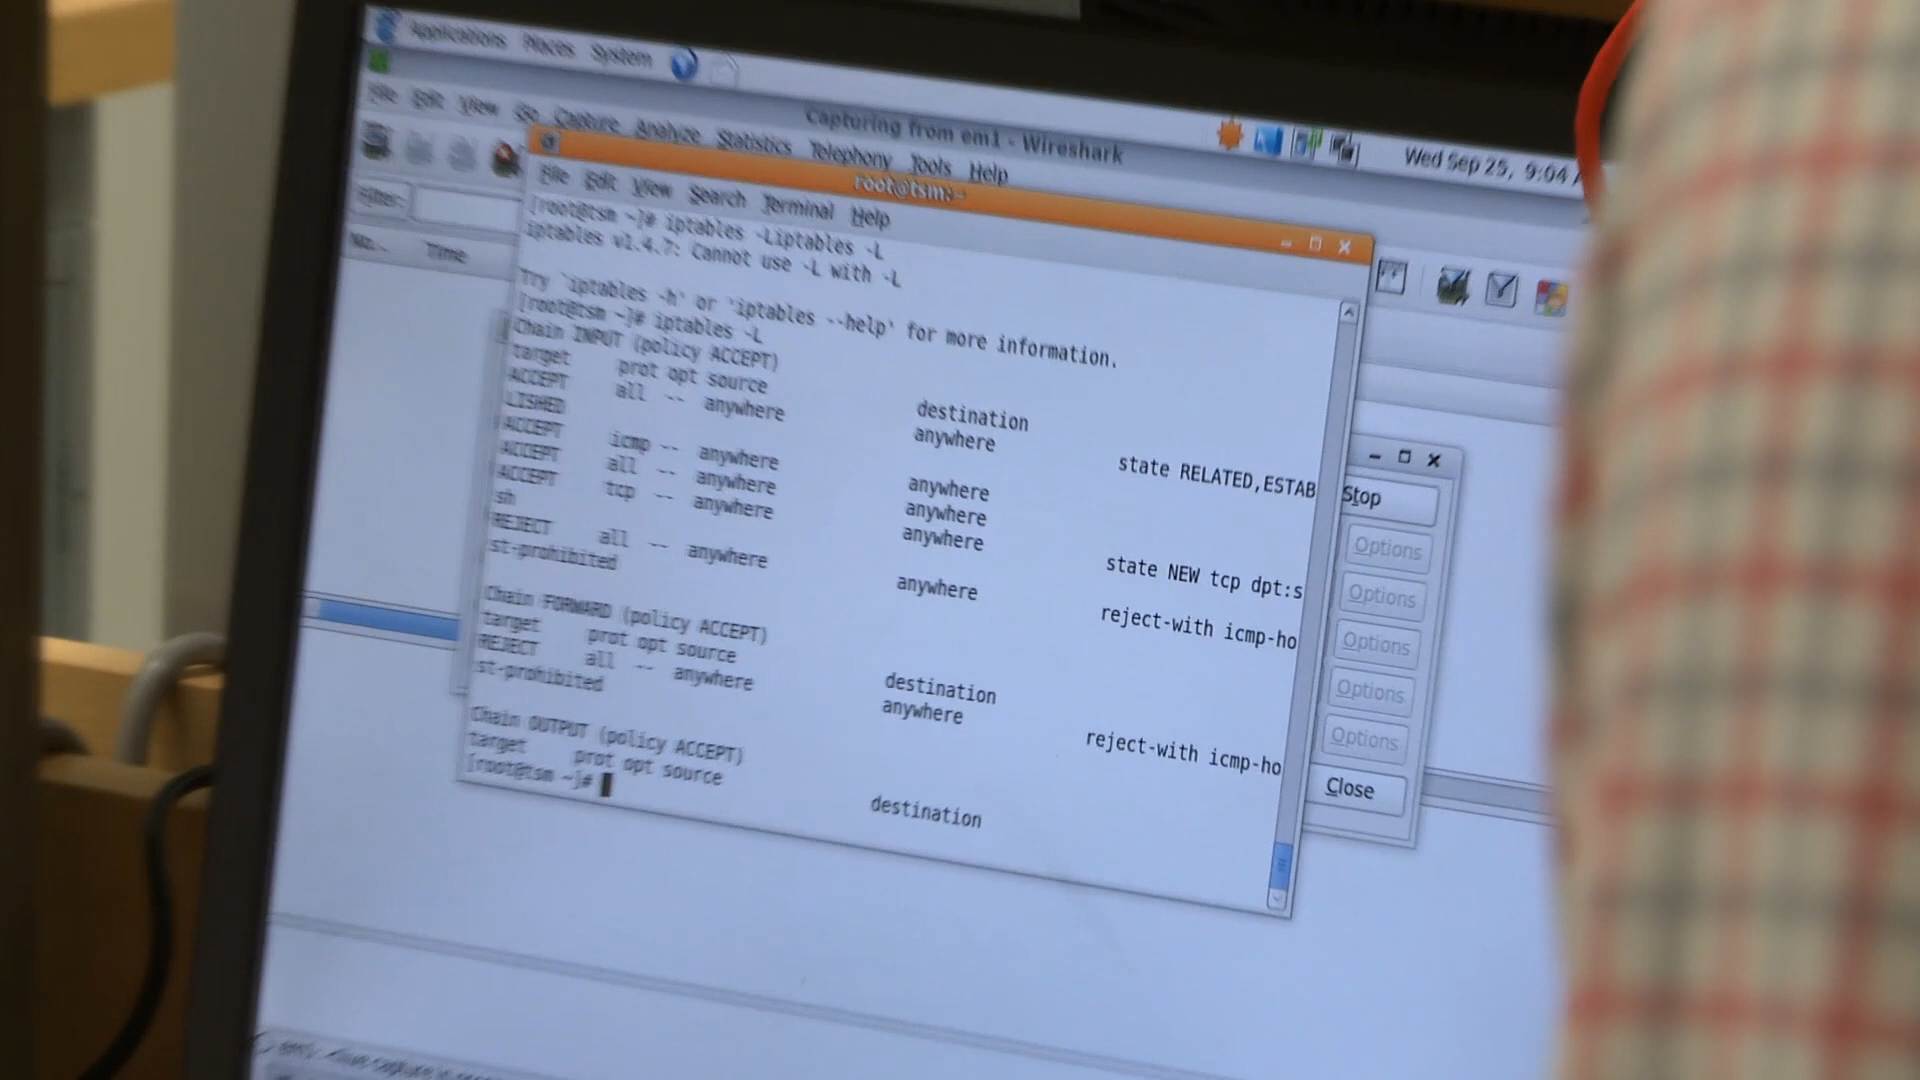 Applications Places System
Wed Sep 25, 9:04
Capturing from em1 - Wireshark
File Edit View Go Capture Analyze Statistics Telephony Tools Help
Filter:
No.. Time
root@tsm:~
File Edit View Search Terminal Help
[root@tsm ~]# iptables -Liptables -L
iptables v1.4.7: Cannot use -L with -L
Try `iptables -h' or 'iptables --help' for more information.
[root@tsm ~]# iptables -L
Chain INPUT (policy ACCEPT)
target prot opt source destination
ACCEPT all -- anywhere anywhere state RELATED,ESTAB
LISHED
ACCEPT icmp -- anywhere anywhere
ACCEPT all -- anywhere anywhere
ACCEPT tcp -- anywhere anywhere state NEW tcp dpt:s
sh
REJECT all -- anywhere anywhere reject-with icmp-ho
st-prohibited
Chain FORWARD (policy ACCEPT)
target prot opt source destination
REJECT all -- anywhere anywhere reject-with icmp-ho
st-prohibited
Chain OUTPUT (policy ACCEPT)
target prot opt source destination
[root@tsm ~]#
Stop
Options
Options
Options
Options
Options
Close